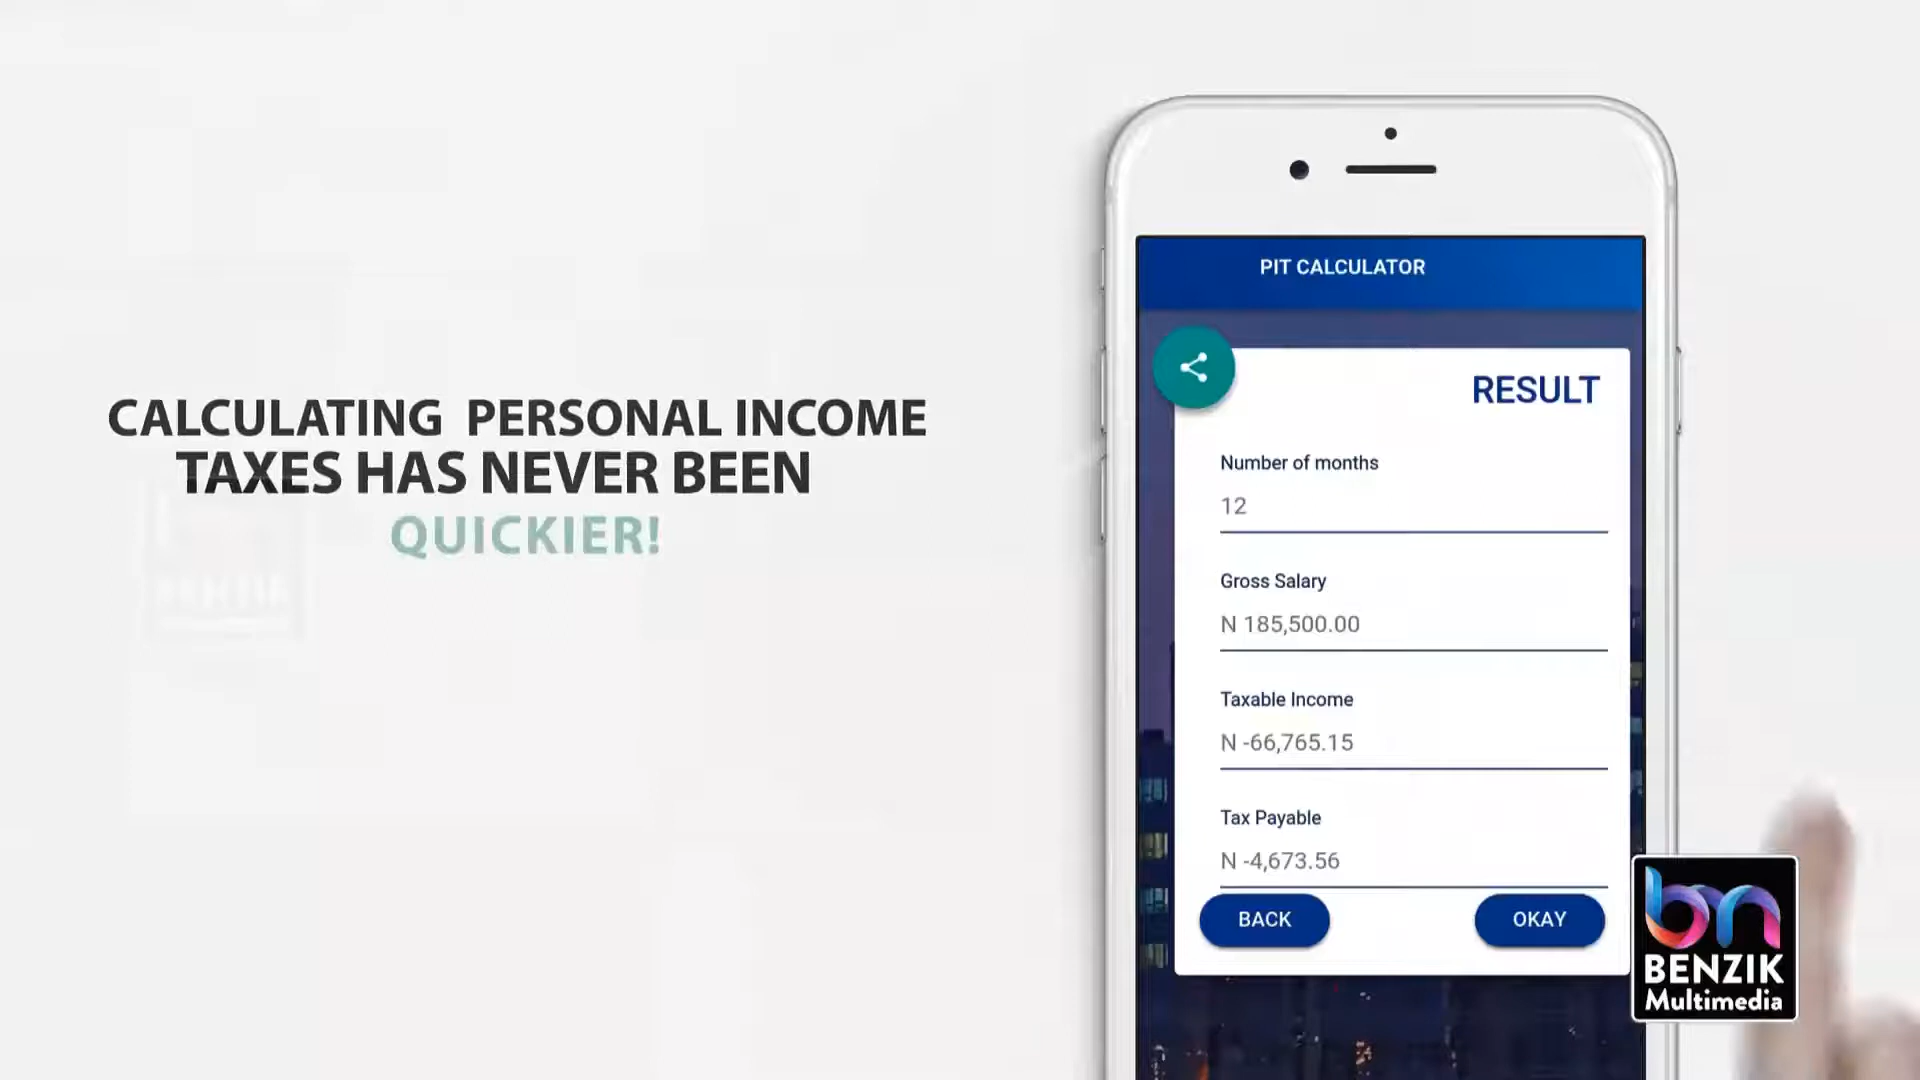 CALCULATING PERSONAL INCOME
TAXES HAS NEVER BEEN
QUICKIER!
PIT CALCULATOR
RESULT
Number of months
12
Gross Salary
N 185,500.00
Taxable Income
N -66,765.15
Tax Payable
N -4,673.56
BACK
OKAY
bn
BENZIK
Multimedia